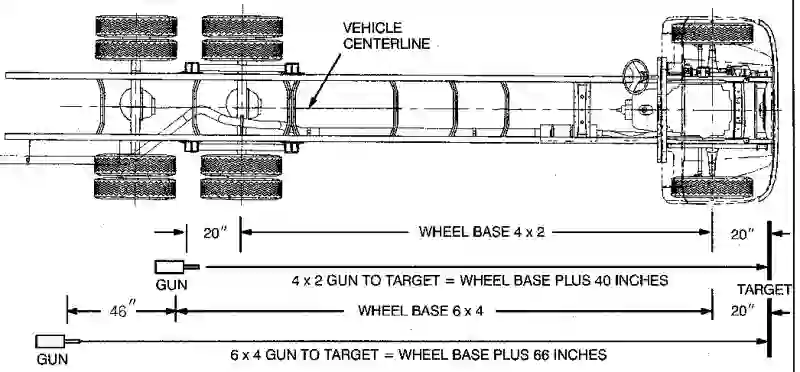 VEHICLE
CENTERLINE
20″ WHEEL BASE 4 x 2 20″
GUN 4 x 2 GUN TO TARGET = WHEEL BASE PLUS 40 INCHES TARGET
46″ WHEEL BASE 6 x 4 20″
GUN 6 x 4 GUN TO TARGET = WHEEL BASE PLUS 66 INCHES